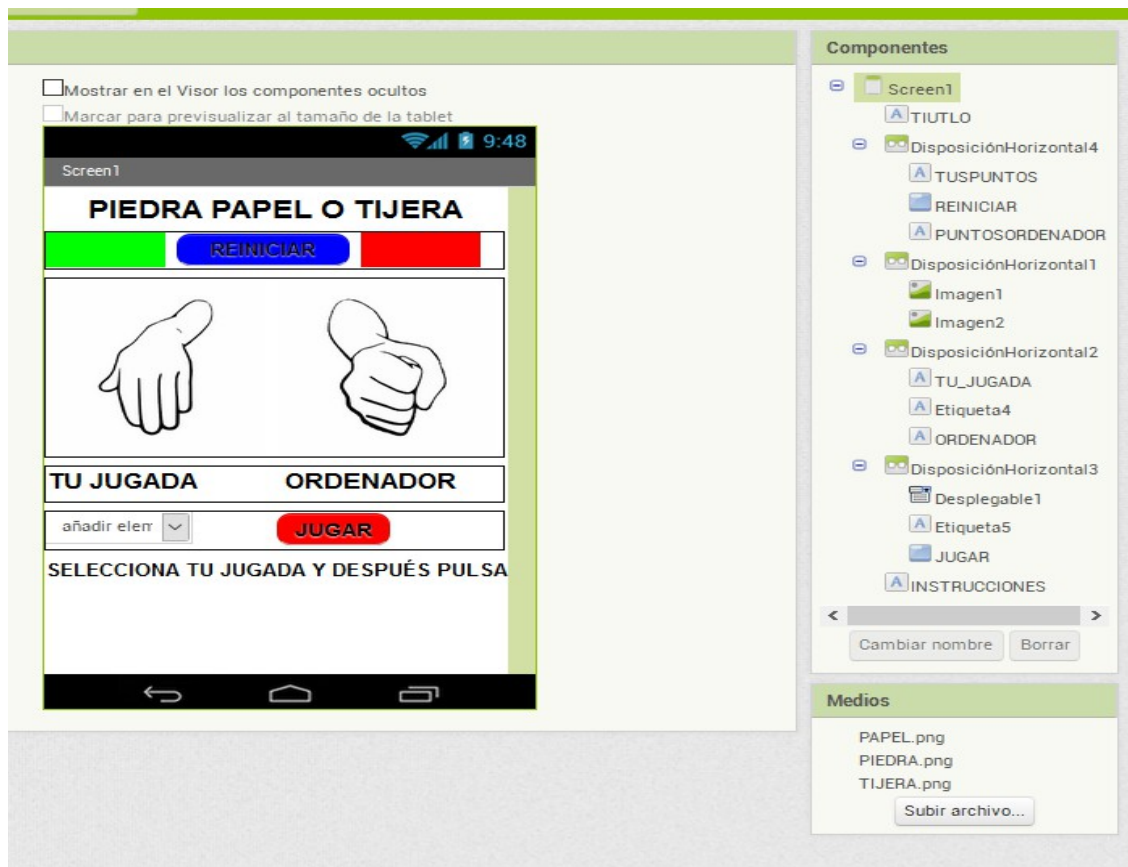 Mostrar en el Visor los componentes ocultos
Marcar para previsualizar al tamaño de la tablet
9:48
Screen1
PIEDRA PAPEL O TIJERA
REINICIAR
TU JUGADA ORDENADOR
añadir elem
JUGAR
SELECCIONA TU JUGADA Y DESPUÉS PULSA
Componentes
Screen1
TIUTLO
DisposiciónHorizontal4
TUSPUNTOS
REINICIAR
PUNTOSORDENADOR
DisposiciónHorizontal1
Imagen1
Imagen2
DisposiciónHorizontal2
TU_JUGADA
Etiqueta4
ORDENADOR
DisposiciónHorizontal3
Desplegable1
Etiqueta5
JUGAR
INSTRUCCIONES
Cambiar nombre Borrar
Medios
PAPEL.png
PIEDRA.png
TIJERA.png
Subir archivo...